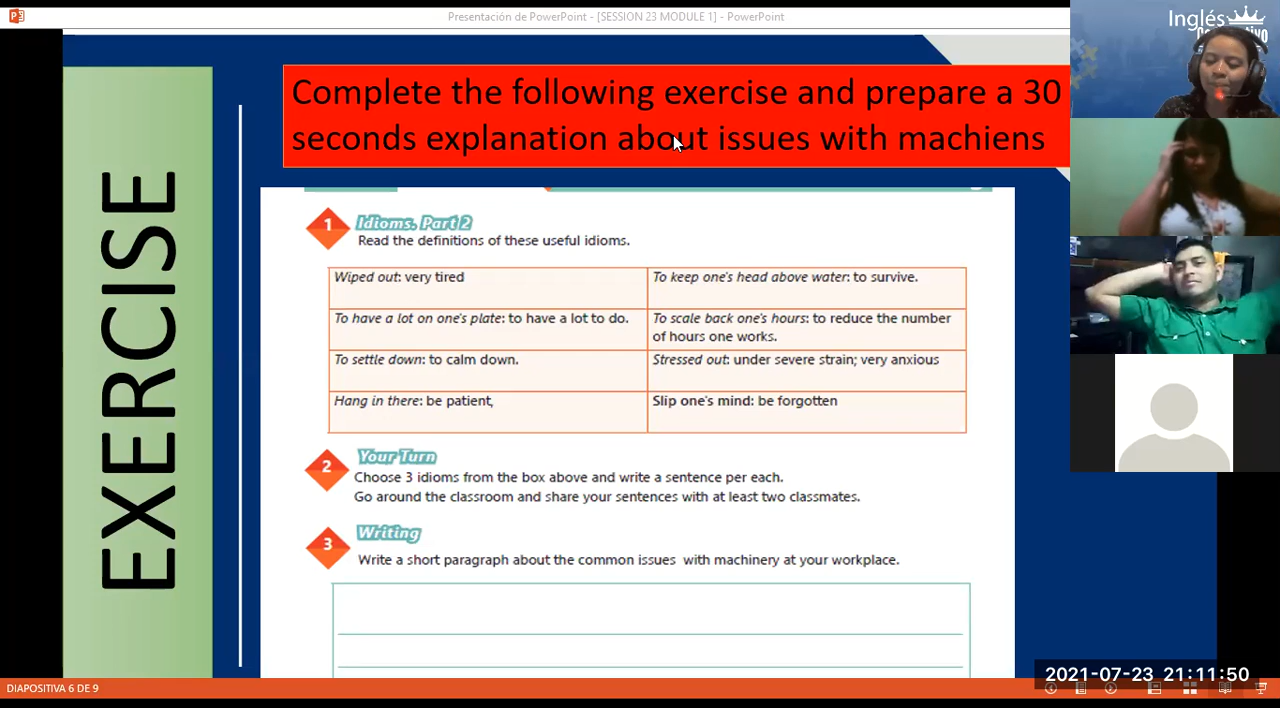 Presentación de PowerPoint - [SESSION 23 MODULE 1] - PowerPoint
Inglés
EXERCISE
Complete the following exercise and prepare a 30
seconds explanation about issues with machiens
1
Idioms. Part 2
Read the definitions of these useful idioms.
Wiped out: very tired
To keep one's head above water: to survive.
To have a lot on one's plate: to have a lot to do.
To scale back one's hours: to reduce the number
of hours one works.
To settle down: to calm down.
Stressed out: under severe strain; very anxious
Hang in there: be patient,
Slip one's mind: be forgotten
2
Your Turn
Choose 3 idioms from the box above and write a sentence per each.
Go around the classroom and share your sentences with at least two classmates.
3
Writing
Write a short paragraph about the common issues with machinery at your workplace.
2021-07-23 21:11:50
DIAPOSITIVA 6 DE 9